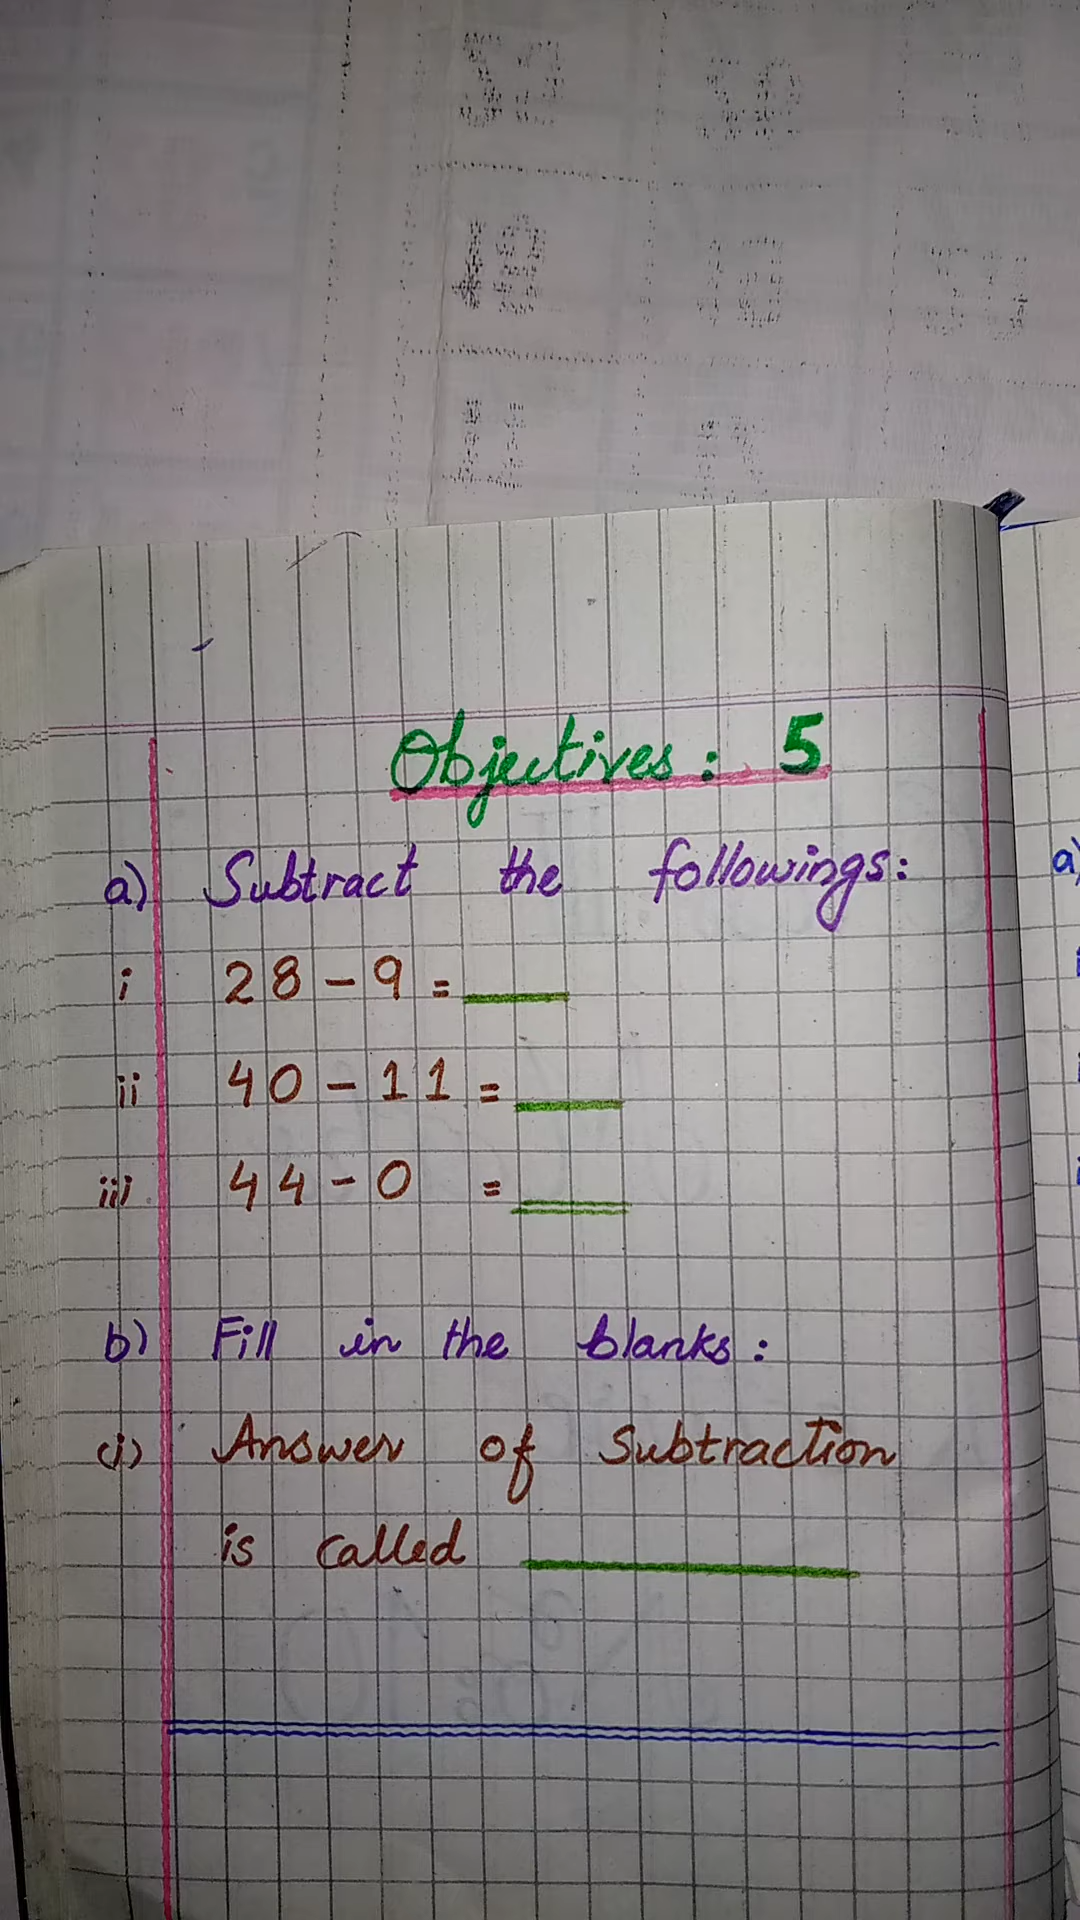 Objectives: 5
a) Subtract the followings:
i 28-9=
ii 40-11=
iii 44-0 =
b) Fill in the blanks:
(i) Answer of Subtraction
is called
a)